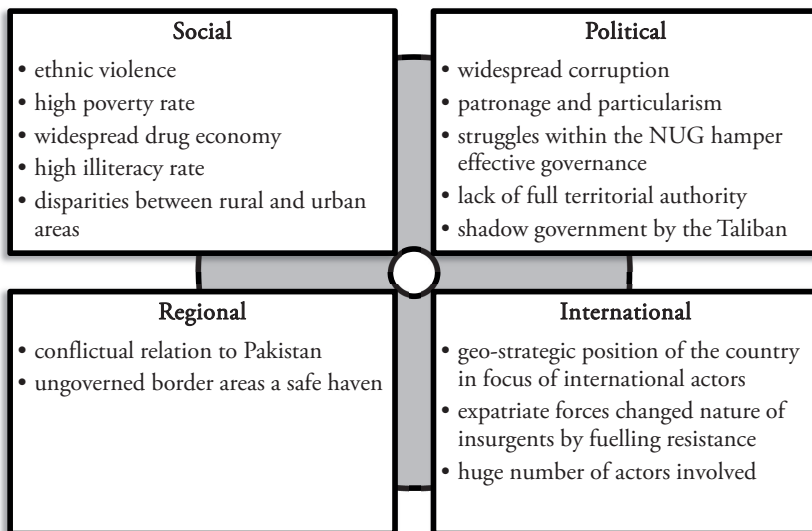 Social
• ethnic violence
• high poverty rate
• widespread drug economy
• high illiteracy rate
• disparities between rural and urban
areas
Political
• widespread corruption
• patronage and particularism
• struggles within the NUG hamper
effective governance
• lack of full territorial authority
• shadow government by the Taliban
Regional
• conflictual relation to Pakistan
• ungoverned border areas a safe haven
International
• geo-strategic position of the country
in focus of international actors
• expatriate forces changed nature of
insurgents by fuelling resistance
• huge number of actors involved